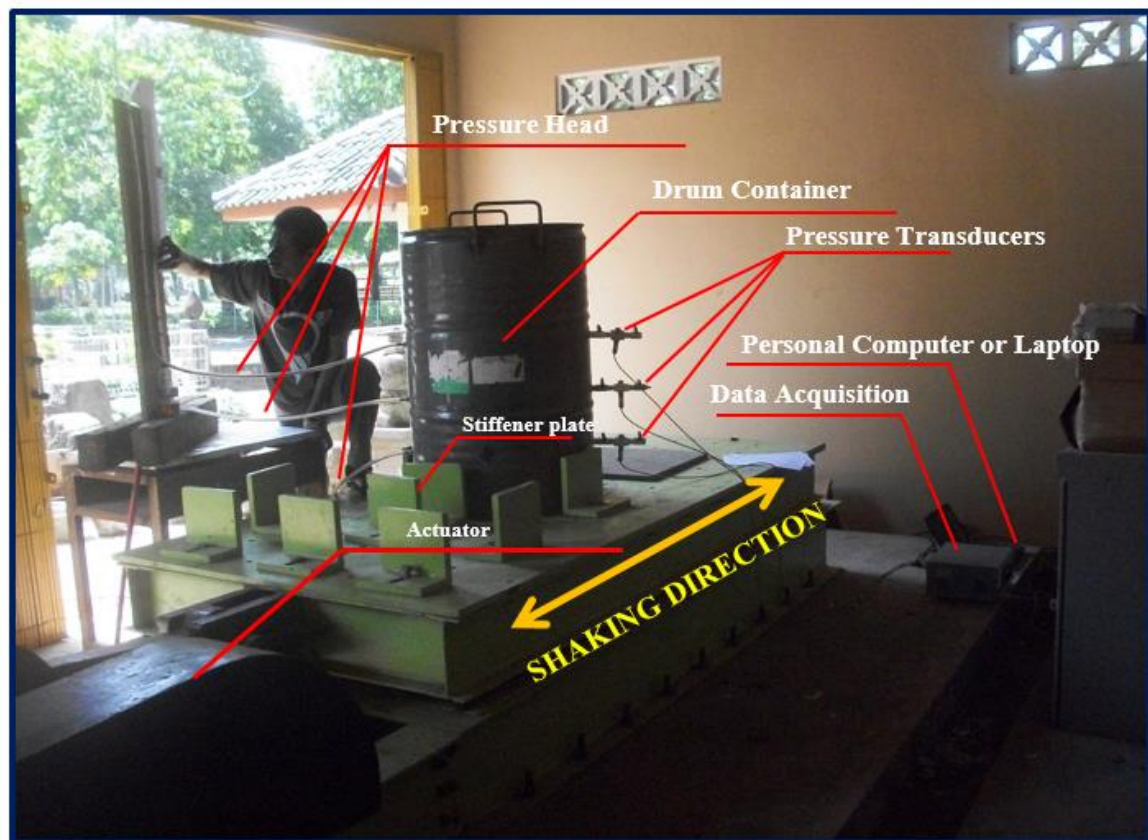 Pressure Head
Drum Container
Pressure Transducers
Personal Computer or Laptop
Data Acquisition
Stiffener plate
Actuator
SHAKING DIRECTION